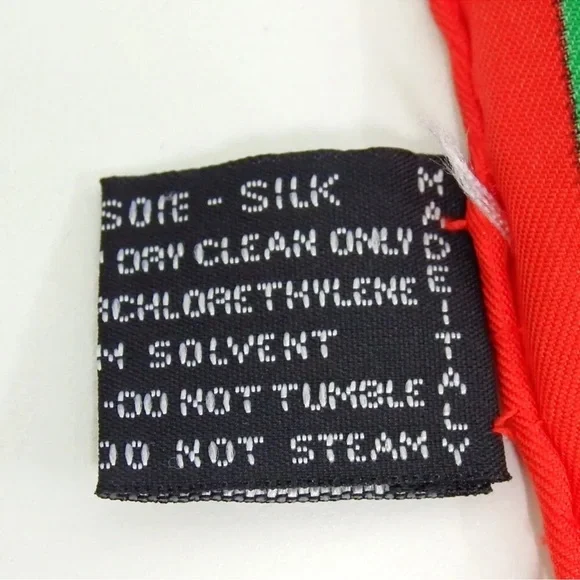 SOIE - SILK
DRY CLEAN ONLY
CHLORETHYLENE
SOLVENT
-DO NOT TUMBLE
DO NOT STEAM
MADE ITALY